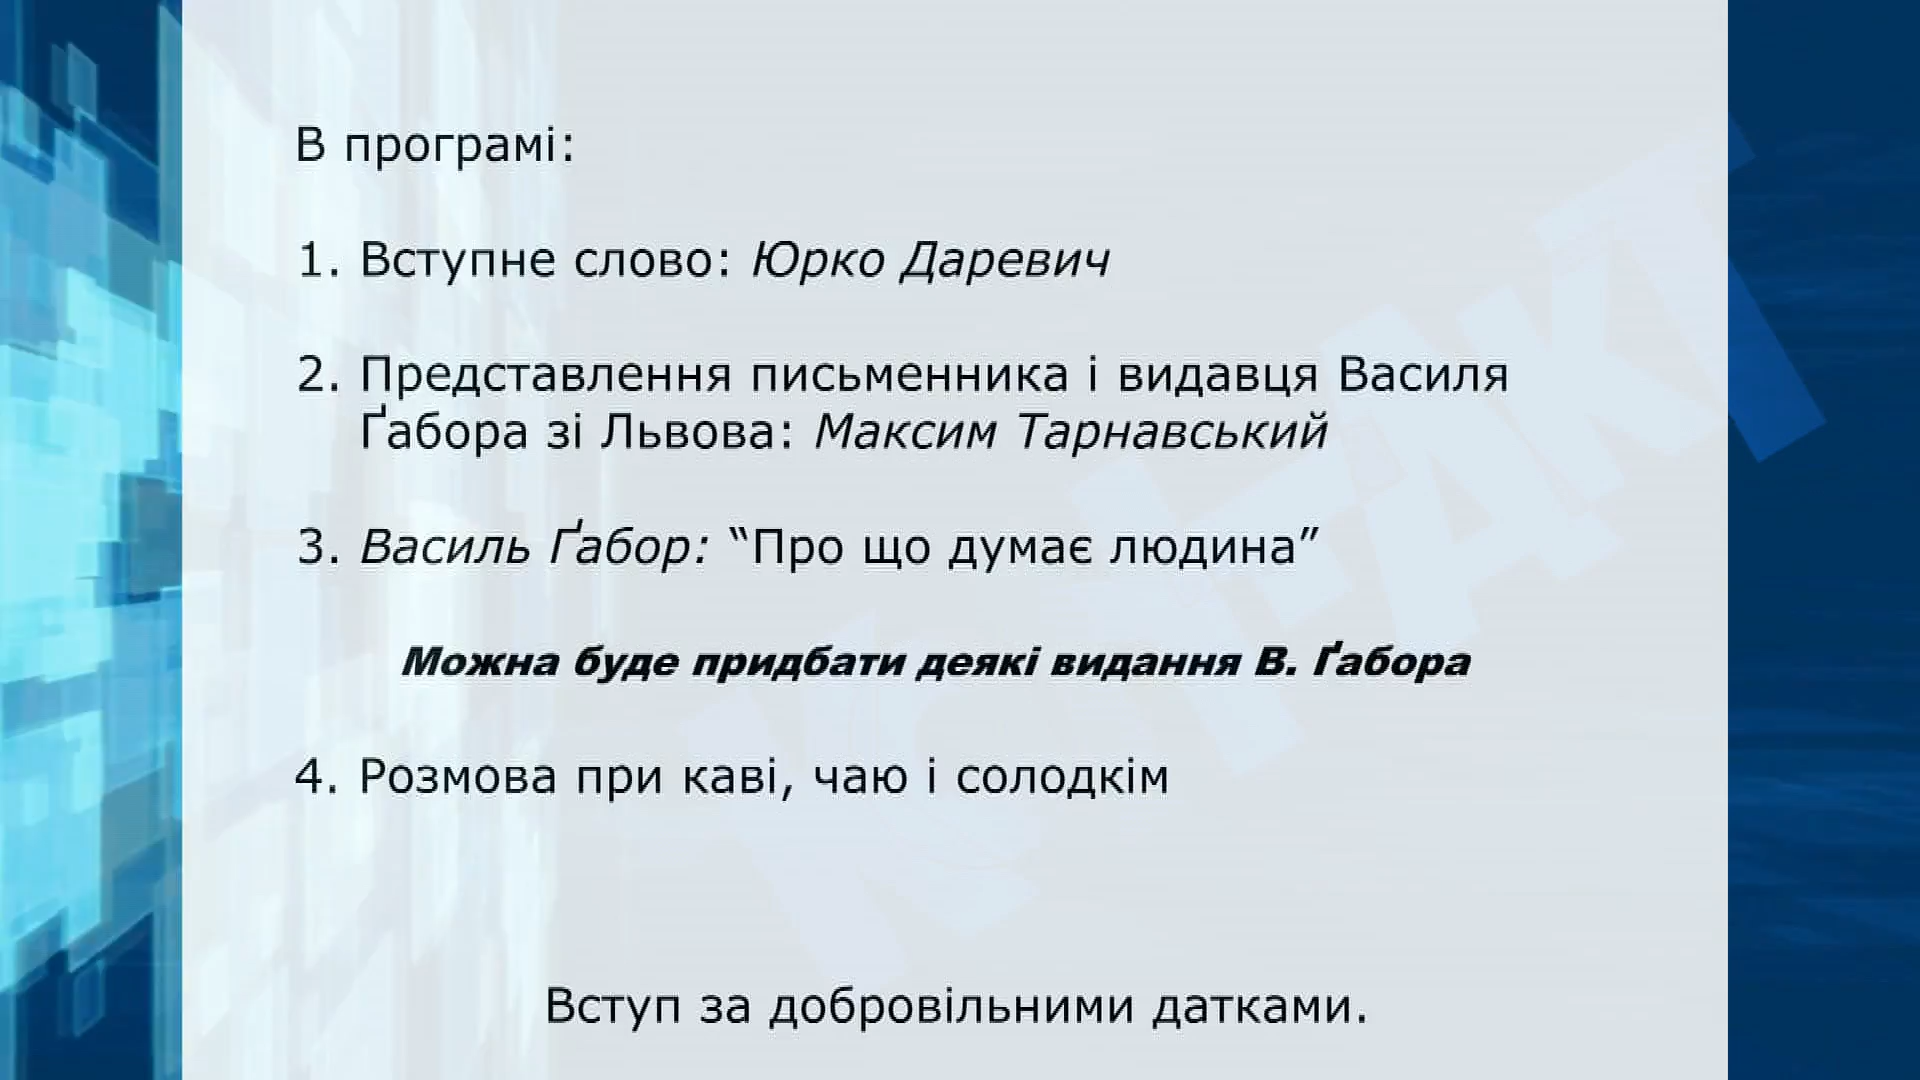 В програмі:
1. Вступне слово: Юрко Даревич
2. Представлення письменника і видавця Василя
Ґабора зі Львова: Максим Тарнавський
3. Василь Ґабор: “Про що думає людина”
Можна буде придбати деякі видання В. Ґабора
4. Розмова при каві, чаю і солодкім
Вступ за добровільними датками.
КОНТАКТ